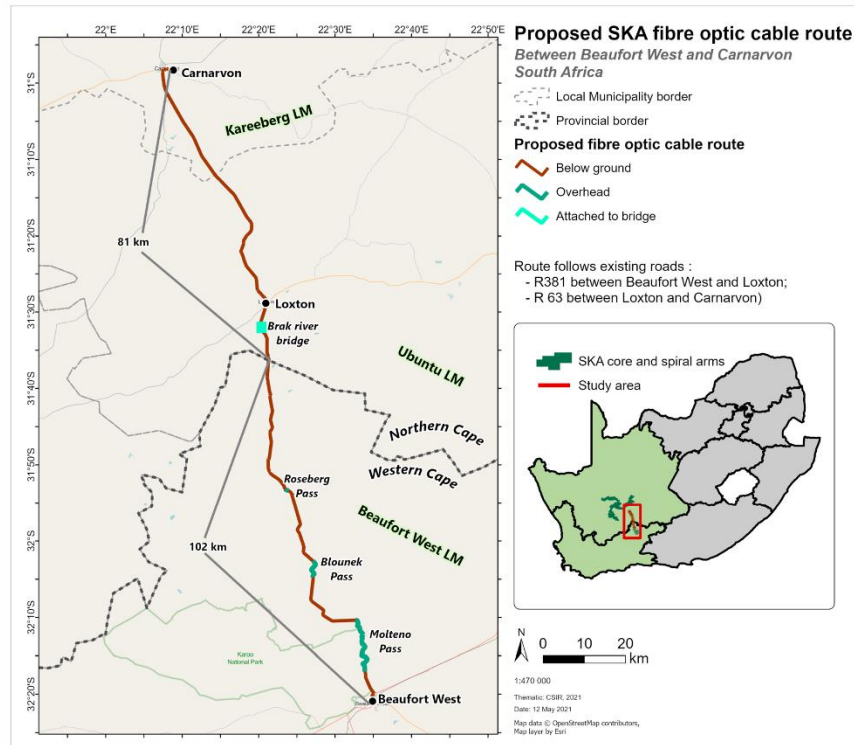 Proposed SKA fibre optic cable route
Between Beaufort West and Carnarvon
South Africa
Local Municipality border
Provincial border
Proposed fibre optic cable route
Below ground
Overhead
Attached to bridge
Route follows existing roads :
- R381 between Beaufort West and Loxton;
- R 63 between Loxton and Carnarvon)
SKA core and spiral arms
Study area
N
0 10 20
km
1:470 000
Thematic: CSIR, 2021
Date: 12 May 2021
Map data © OpenStreetMap contributors,
Map layer by Esri
22°E 22°10'E 22°20'E 22°30'E 22°40'E 22°50'E
31°S
31°10'S
31°20'S
31°30'S
31°40'S
31°50'S
32°S
32°10'S
32°20'S
Carnarvon
Kareeberg LM
81 km
Loxton
Brak river
bridge
Ubuntu LM
Northern Cape
Western Cape
Roseberg
Pass
Beaufort West LM
102 km
Blounek
Pass
Molteno
Pass
Karoo
National Park
Beaufort West